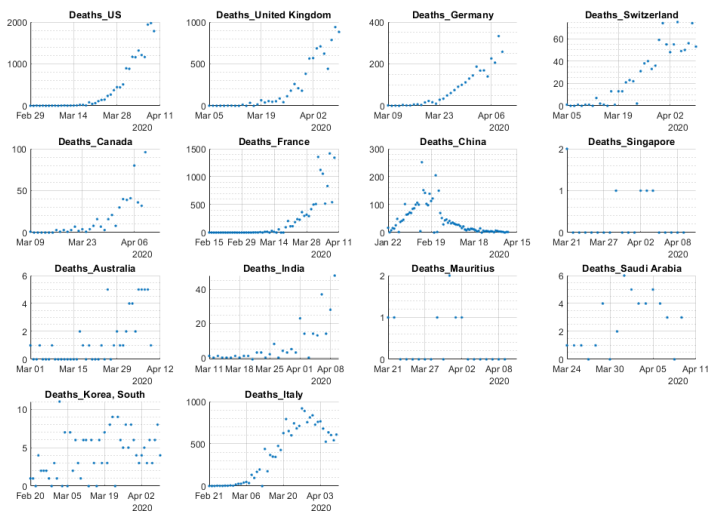 Deaths_US
2000
1000
0
Feb 29 Mar 14 Mar 28 Apr 11
2020
Deaths_United Kingdom
1000
500
0
Mar 05 Mar 19 Apr 02
2020
Deaths_Germany
400
200
0
Mar 09 Mar 23 Apr 06
2020
Deaths_Switzerland
60
40
20
0
Mar 05 Mar 19 Apr 02
2020
Deaths_Canada
100
50
0
Mar 09 Mar 23 Apr 06
2020
Deaths_France
1500
1000
500
0
Feb 15 Feb 29 Mar 14 Mar 28 Apr 11
2020
Deaths_China
300
200
100
0
Jan 22 Feb 19 Mar 18 Apr 15
2020
Deaths_Singapore
2
1
0
Mar 21 Mar 27 Apr 02 Apr 08
2020
Deaths_Australia
6
4
2
0
Mar 01 Mar 15 Mar 29 Apr 12
2020
Deaths_India
40
20
0
Mar 11 Mar 18 Mar 25 Apr 01 Apr 08
2020
Deaths_Mauritius
2
1
0
Mar 21 Mar 27 Apr 02 Apr 08
2020
Deaths_Saudi Arabia
6
4
2
0
Mar 24 Mar 30 Apr 05 Apr 11
2020
Deaths_Korea, South
10
5
0
Feb 20 Mar 05 Mar 19 Apr 02
2020
Deaths_Italy
1000
500
0
Feb 21 Mar 06 Mar 20 Apr 03
2020